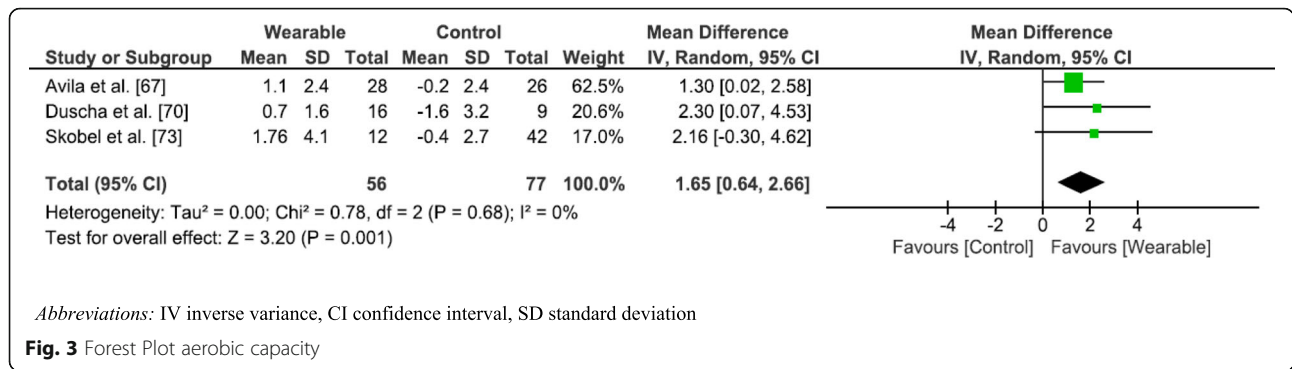 Wearable Control Mean Difference Mean Difference
Study or Subgroup Mean SD Total Mean SD Total Weight IV, Random, 95% CI IV, Random, 95% CI
Avila et al. [67] 1.1 2.4 28 -0.2 2.4 26 62.5% 1.30 [0.02, 2.58]
Duscha et al. [70] 0.7 1.6 16 -1.6 3.2 9 20.6% 2.30 [0.07, 4.53]
Skobel et al. [73] 1.76 4.1 12 -0.4 2.7 42 17.0% 2.16 [-0.30, 4.62]
Total (95% CI) 56 77 100.0% 1.65 [0.64, 2.66]
Heterogeneity: Tau² = 0.00; Chi² = 0.78, df = 2 (P = 0.68); I² = 0%
Test for overall effect: Z = 3.20 (P = 0.001)
-4 -2 0 2 4
Favours [Control] Favours [Wearable]
Abbreviations: IV inverse variance, CI confidence interval, SD standard deviation
Fig. 3 Forest Plot aerobic capacity